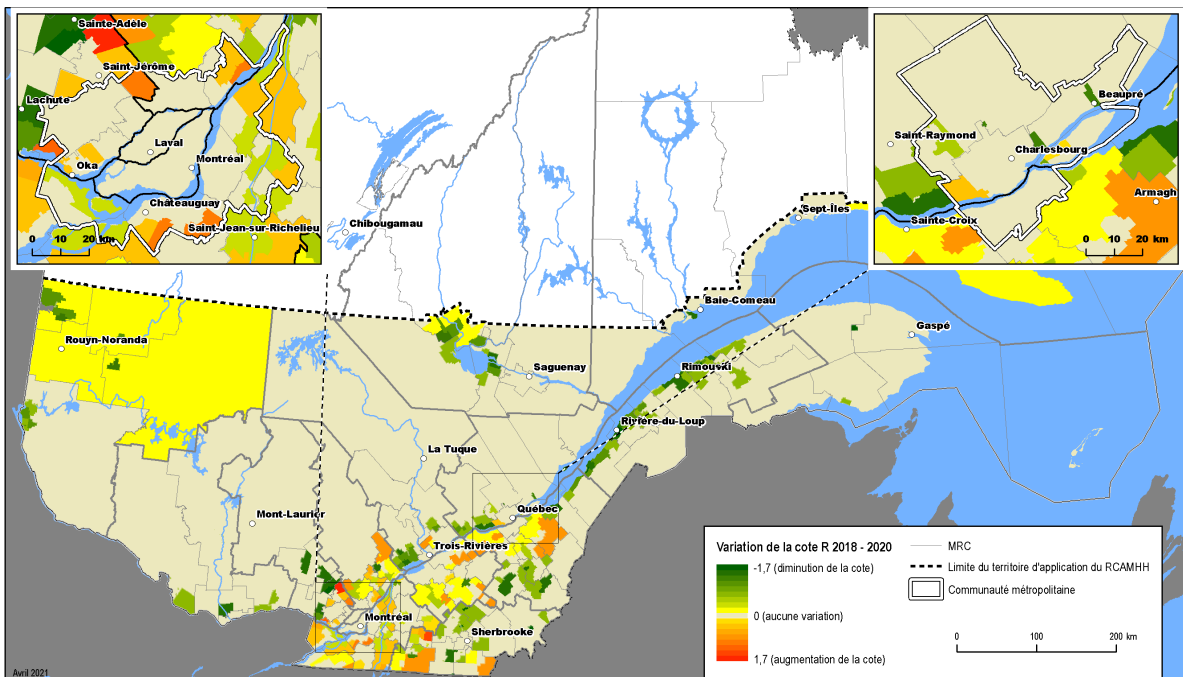 Sainte-Adèle
Saint-Jérôme
Lachute
Laval
Oka
Montréal
Châteauguay
Saint-Jean-sur-Richelieu
0 10 20 km
Beaupré
Saint-Raymond
Charlesbourg
Armagh
Sainte-Croix
0 10 20 km
Chibougamau
Sept-Îles
Baie-Comeau
Rouyn-Noranda
Gaspé
Saguenay
Rimouski
Rivière-du-Loup
La Tuque
Mont-Laurier
Québec
Trois-Rivières
Montréal
Sherbrooke
Variation de la cote R 2018 - 2020
-1,7 (diminution de la cote)
0 (aucune variation)
1,7 (augmentation de la cote)
MRC
Limite du territoire d'application du RCAMHH
Communauté métropolitaine
0 100 200 km
Avril 2021